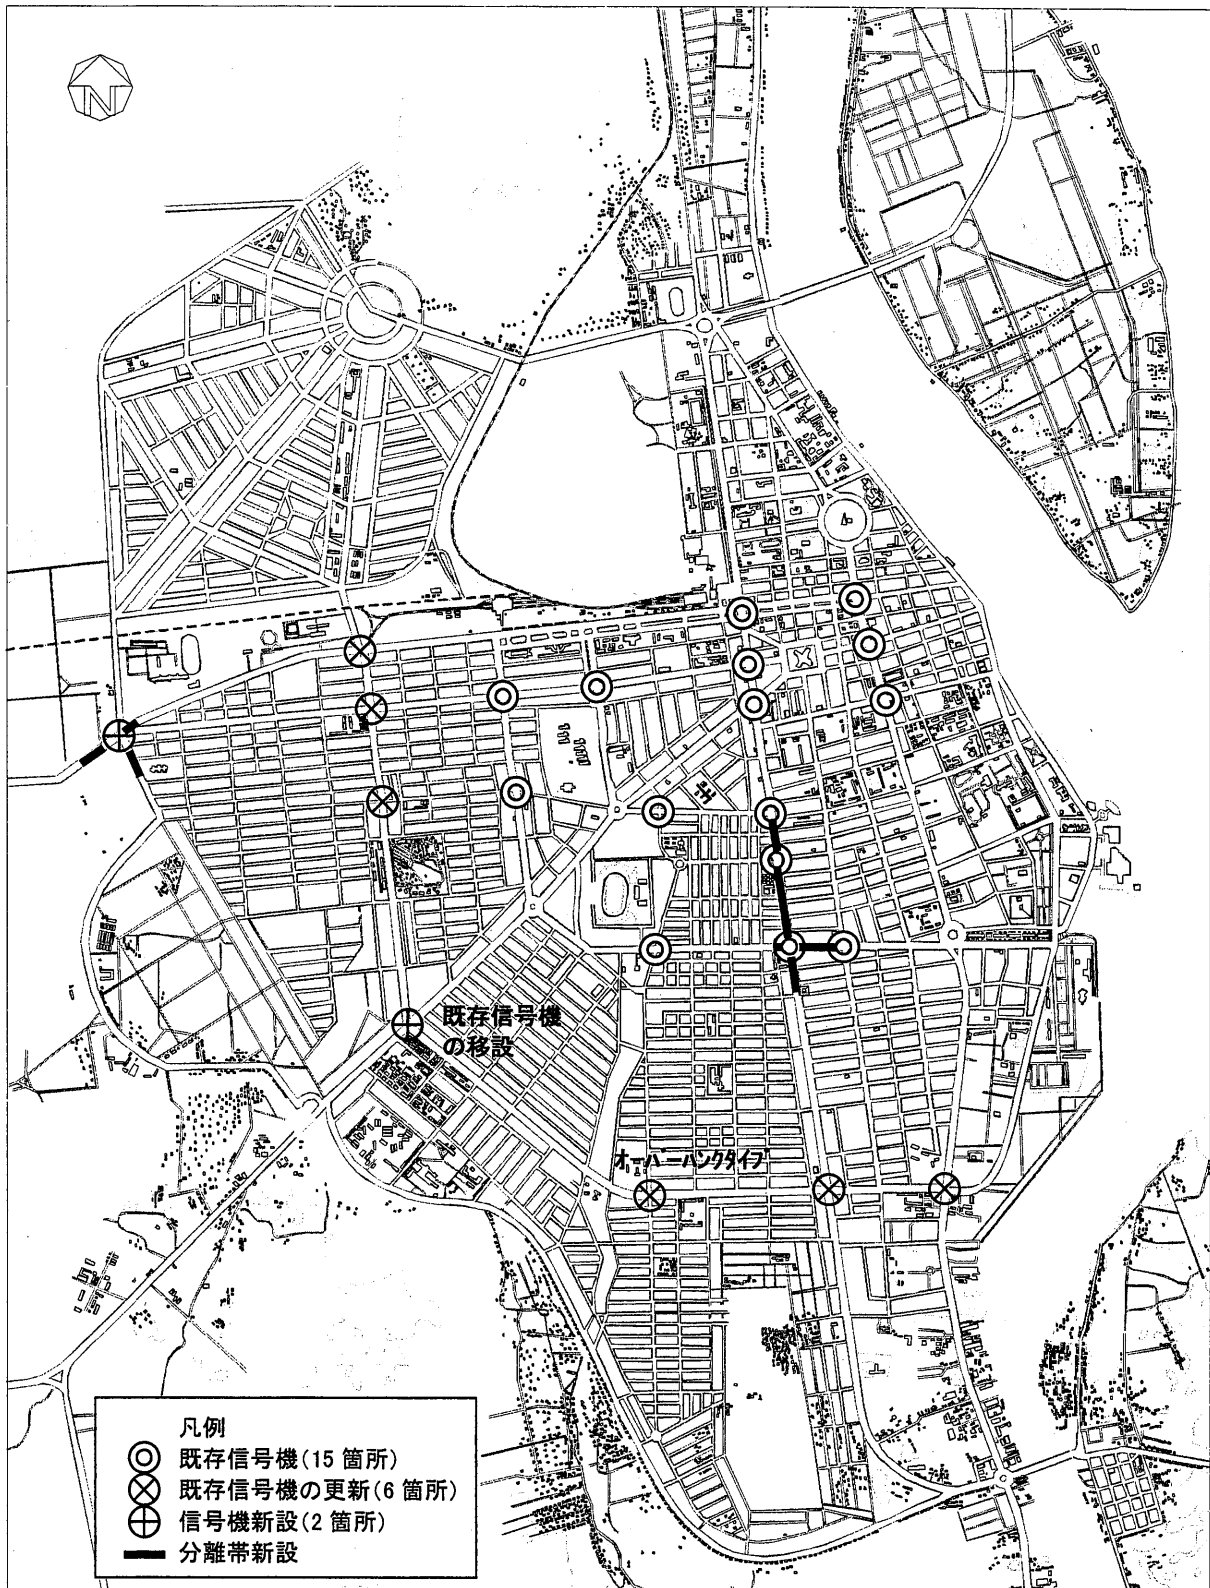 N
既存信号機
の移設
オーバーハングタイプ
凡例
既存信号機(15 箇所)
既存信号機の更新(6 箇所)
信号機新設(2 箇所)
分離帯新設